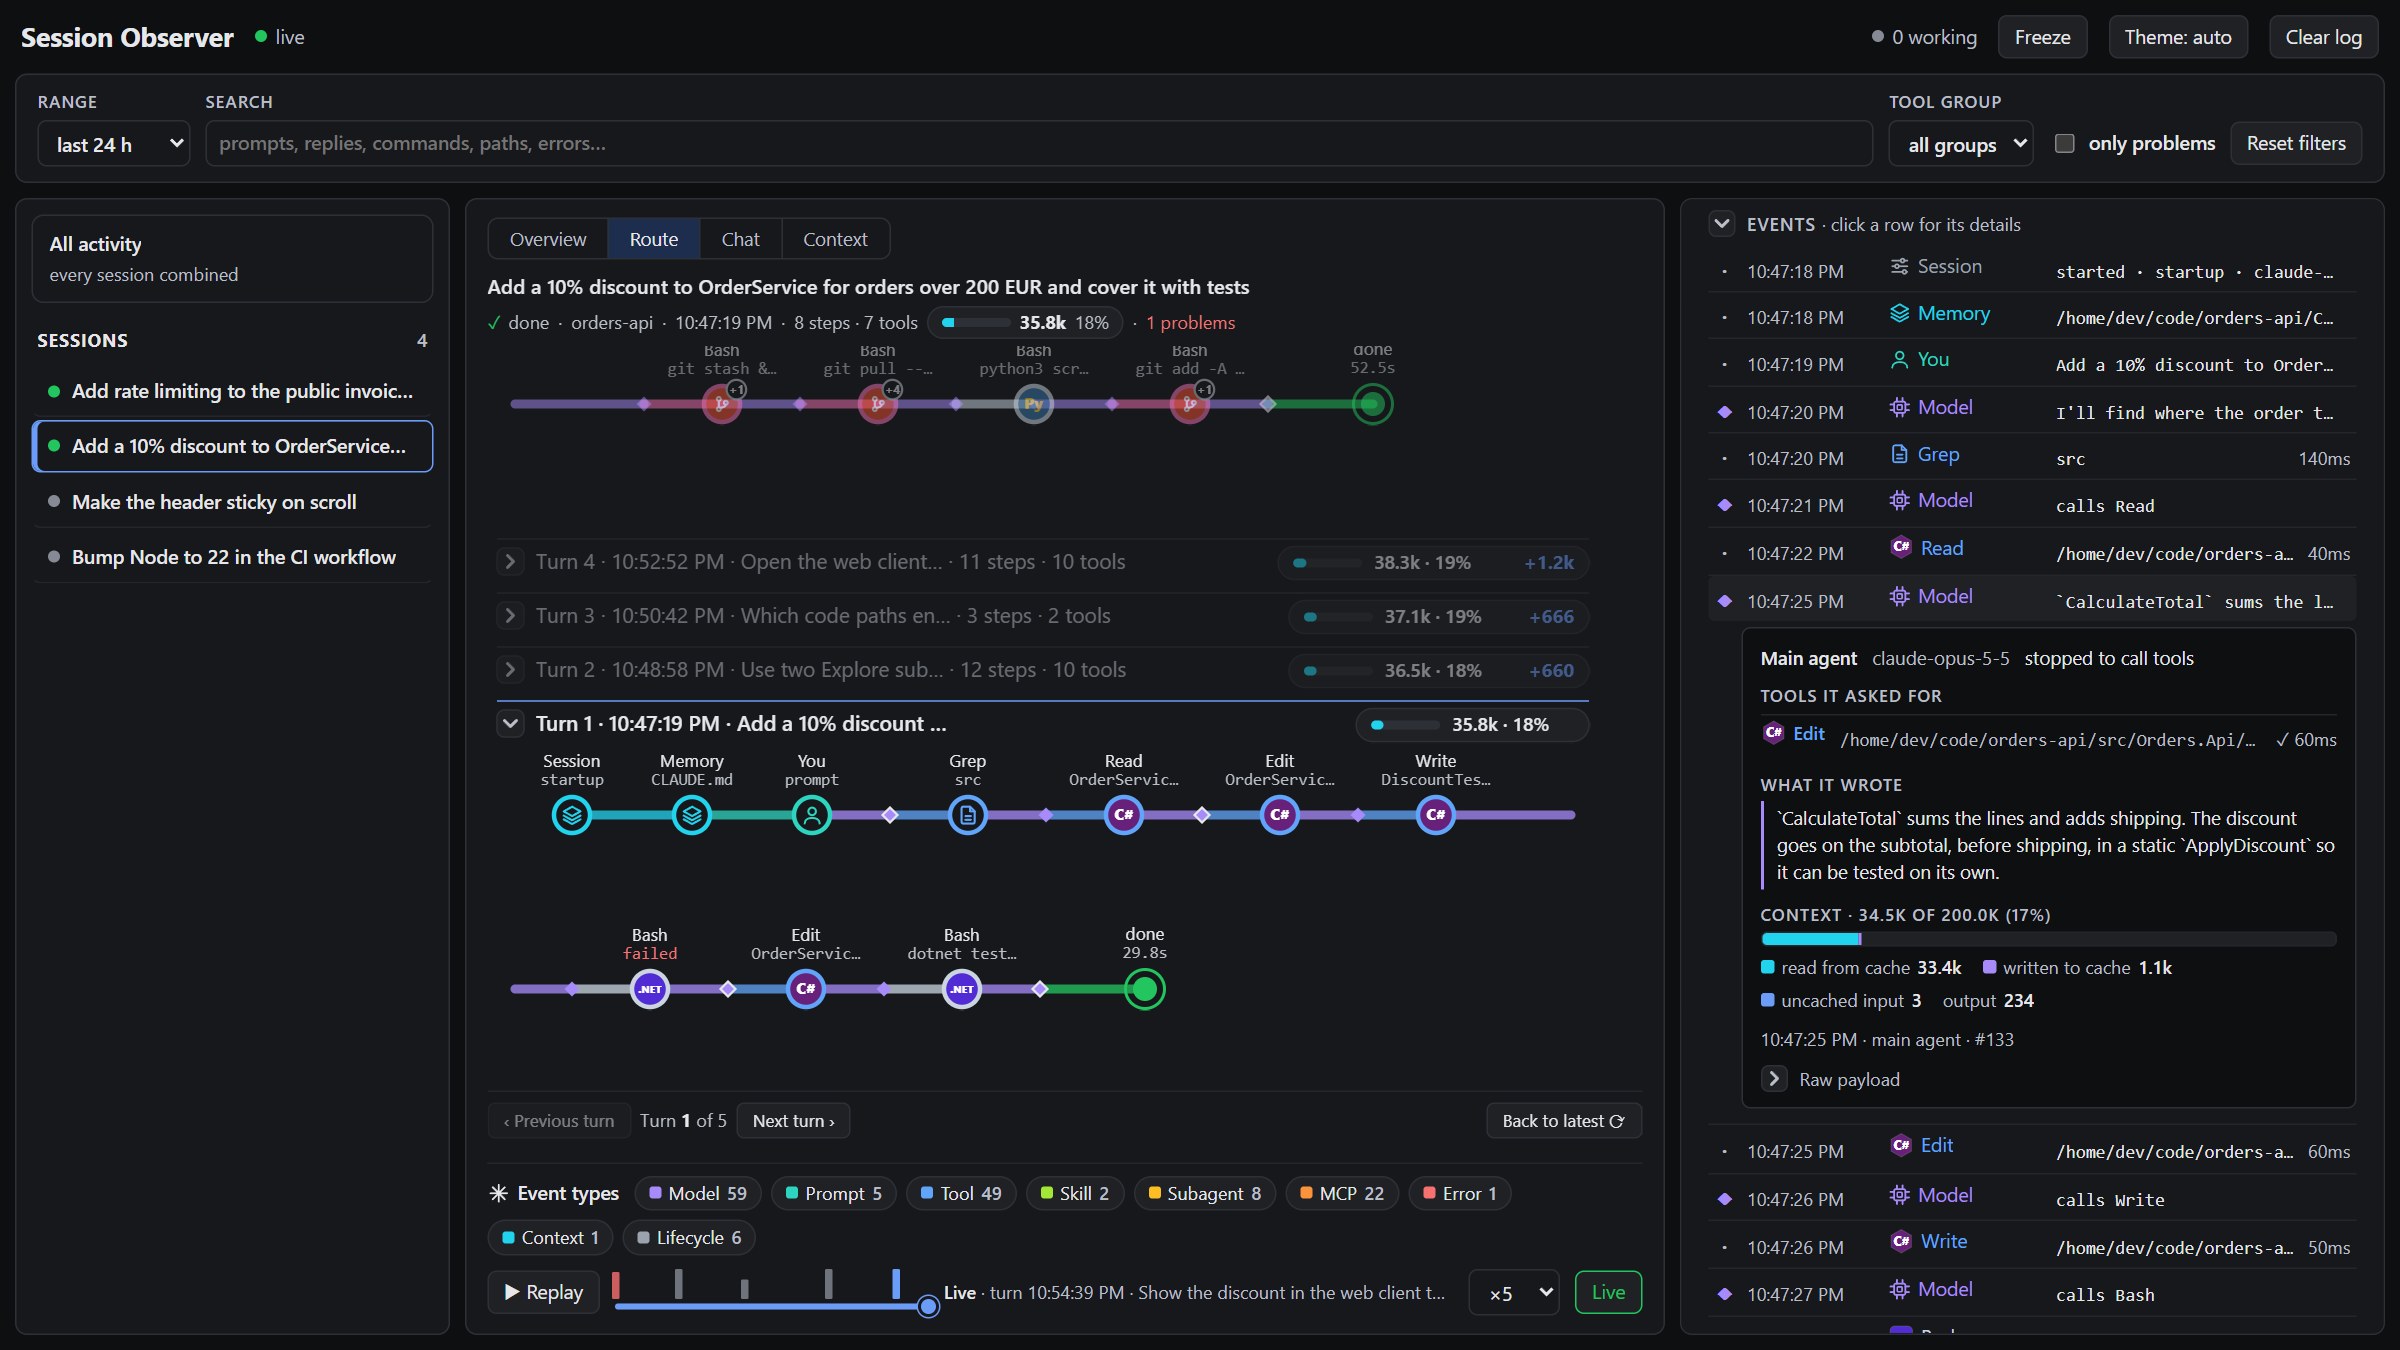 Session Observer
live
0 working
Freeze
Theme: auto
Clear log
RANGE
last 24 h
SEARCH
prompts, replies, commands, paths, errors...
TOOL GROUP
all groups
only problems
Reset filters
All activity
every session combined
SESSIONS 4
Add rate limiting to the public invoic...
Add a 10% discount to OrderService...
Make the header sticky on scroll
Bump Node to 22 in the CI workflow
Overview
Route
Chat
Context
Add a 10% discount to OrderService for orders over 200 EUR and cover it with tests
✓ done · orders-api · 10:47:19 PM · 8 steps · 7 tools 35.8k 18% · 1 problems
Bash Bash Bash Bash done
git stash &… git pull --… python3 scr… git add -A … 52.5s
+1 +4 Py +1
Turn 4 · 10:52:52 PM · Open the web client... · 11 steps · 10 tools 38.3k · 19% +1.2k
Turn 3 · 10:50:42 PM · Which code paths en... · 3 steps · 2 tools 37.1k · 19% +666
Turn 2 · 10:48:58 PM · Use two Explore sub... · 12 steps · 10 tools 36.5k · 18% +660
Turn 1 · 10:47:19 PM · Add a 10% discount ... 35.8k · 18%
Session Memory You Grep Read Edit Write
startup CLAUDE.md prompt src OrderServic… OrderServic… DiscountTes…
C# C# C#
Bash Edit Bash done
failed OrderServic… dotnet test… 29.8s
.NET C# .NET
‹ Previous turn
Turn 1 of 5
Next turn ›
Back to latest ⟳
Event types
Model 59
Prompt 5
Tool 49
Skill 2
Subagent 8
MCP 22
Error 1
Context 1
Lifecycle 6
▶ Replay
Live · turn 10:54:39 PM · Show the discount in the web client t...
×5
Live
EVENTS · click a row for its details
· 10:47:18 PM Session started · startup · claude-…
· 10:47:18 PM Memory /home/dev/code/orders-api/C…
· 10:47:19 PM You Add a 10% discount to Order…
10:47:20 PM Model I'll find where the order t…
· 10:47:20 PM Grep src 140ms
10:47:21 PM Model calls Read
· 10:47:22 PM C# Read /home/dev/code/orders-a… 40ms
10:47:25 PM Model `CalculateTotal` sums the l…
Main agent claude-opus-5-5 stopped to call tools
TOOLS IT ASKED FOR
C# Edit /home/dev/code/orders-api/src/Orders.Api/… ✓ 60ms
WHAT IT WROTE
`CalculateTotal` sums the lines and adds shipping. The discount
goes on the subtotal, before shipping, in a static `ApplyDiscount` so
it can be tested on its own.
CONTEXT · 34.5K OF 200.0K (17%)
read from cache 33.4k written to cache 1.1k
uncached input 3 output 234
10:47:25 PM · main agent · #133
Raw payload
· 10:47:25 PM C# Edit /home/dev/code/orders-a… 60ms
10:47:26 PM Model calls Write
· 10:47:26 PM C# Write /home/dev/code/orders-a… 50ms
10:47:27 PM Model calls Bash